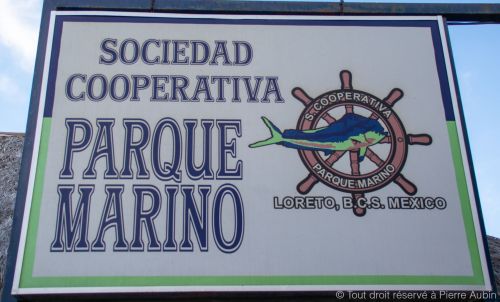 SOCIEDAD
COOPERATIVA
PARQUE
MARINO
S. COOPERATIVA
PARQUE MARINO
LORETO, B.C.S. MEXICO
© Tout droit réservé à Pierre Aubin